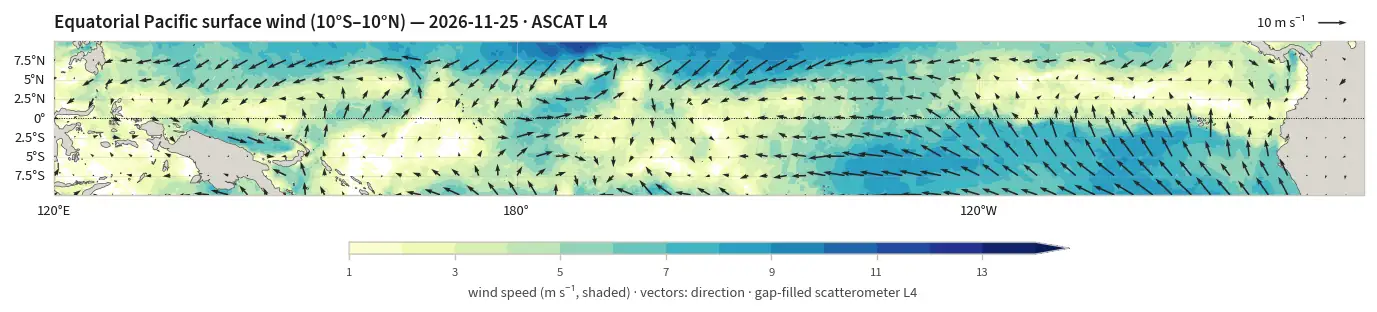 Equatorial Pacific surface wind (10°S–10°N) — 2026-11-25 · ASCAT L4
10 m s⁻¹
7.5°N
5°N
2.5°N
0°
2.5°S
5°S
7.5°S
120°E 180° 120°W
1 3 5 7 9 11 13
wind speed (m s⁻¹, shaded) · vectors: direction · gap-filled scatterometer L4